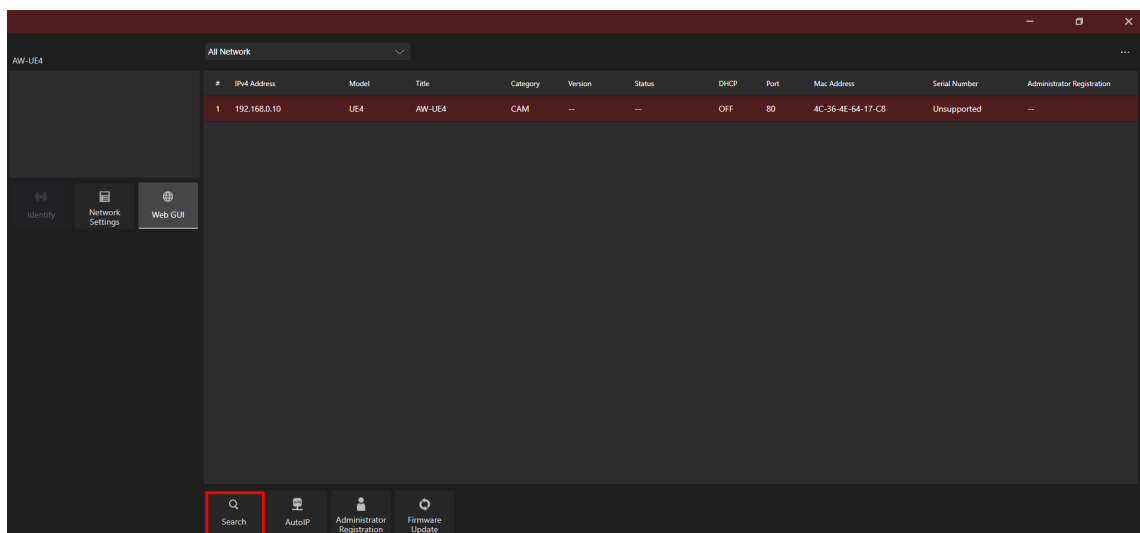 AW-UE4
All Network
...
# IPv4 Address Model Title Category Version Status DHCP Port Mac Address Serial Number Administrator Registration
1 192.168.0.10 UE4 AW-UE4 CAM -- -- OFF 80 4C-36-4E-64-17-C8 Unsupported --
Identify
Network
Settings
Web GUI
Search
AutoIP
Administrator
Registration
Firmware
Update